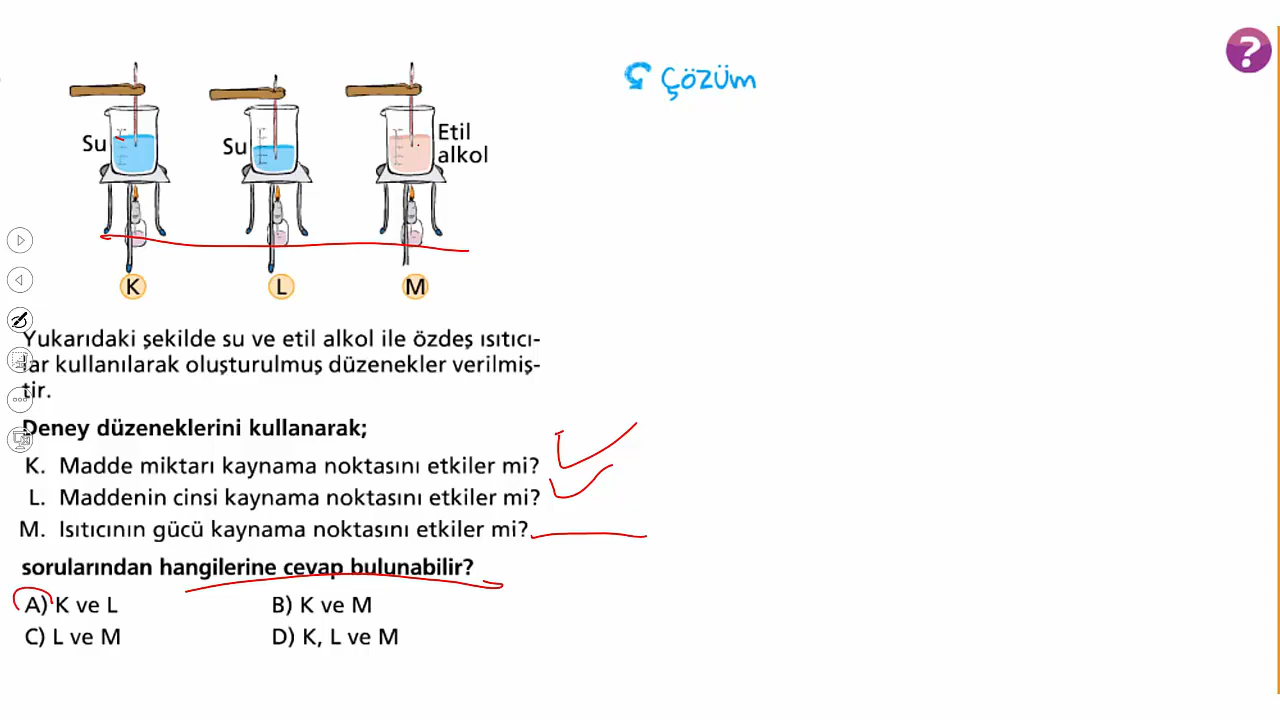 ?
Çözüm
Su
Su
Etil
alkol
K
L
M
Yukarıdaki şekilde su ve etil alkol ile özdeş ısıtıcı-
lar kullanılarak oluşturulmuş düzenekler verilmiş-
tir.
Deney düzeneklerini kullanarak;
K. Madde miktarı kaynama noktasını etkiler mi?
L. Maddenin cinsi kaynama noktasını etkiler mi?
M. Isıtıcının gücü kaynama noktasını etkiler mi?
sorularından hangilerine cevap bulunabilir?
A) K ve L B) K ve M
C) L ve M D) K, L ve M